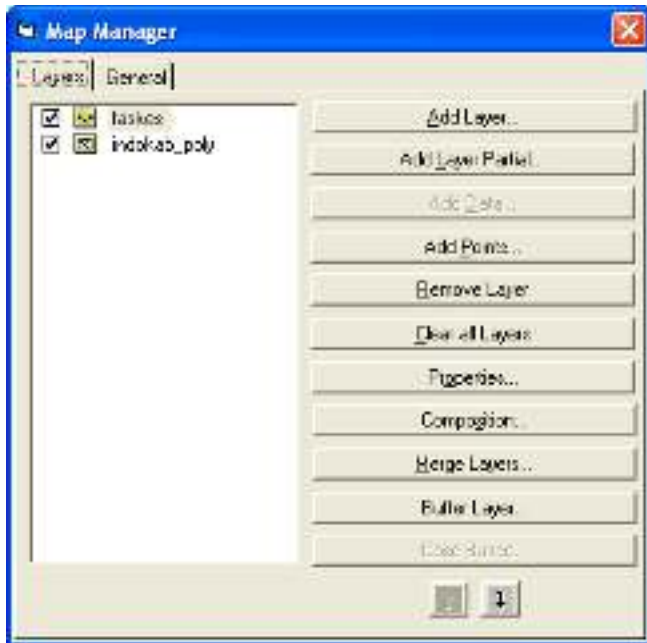 Map Manager
Layers General
faskes
indokab_poly
Add Layer...
Add Layer Partial...
Add Data...
Add Points...
Remove Layer
Clear all Layers
Properties...
Composition...
Merge Layers...
Buffer Layer...